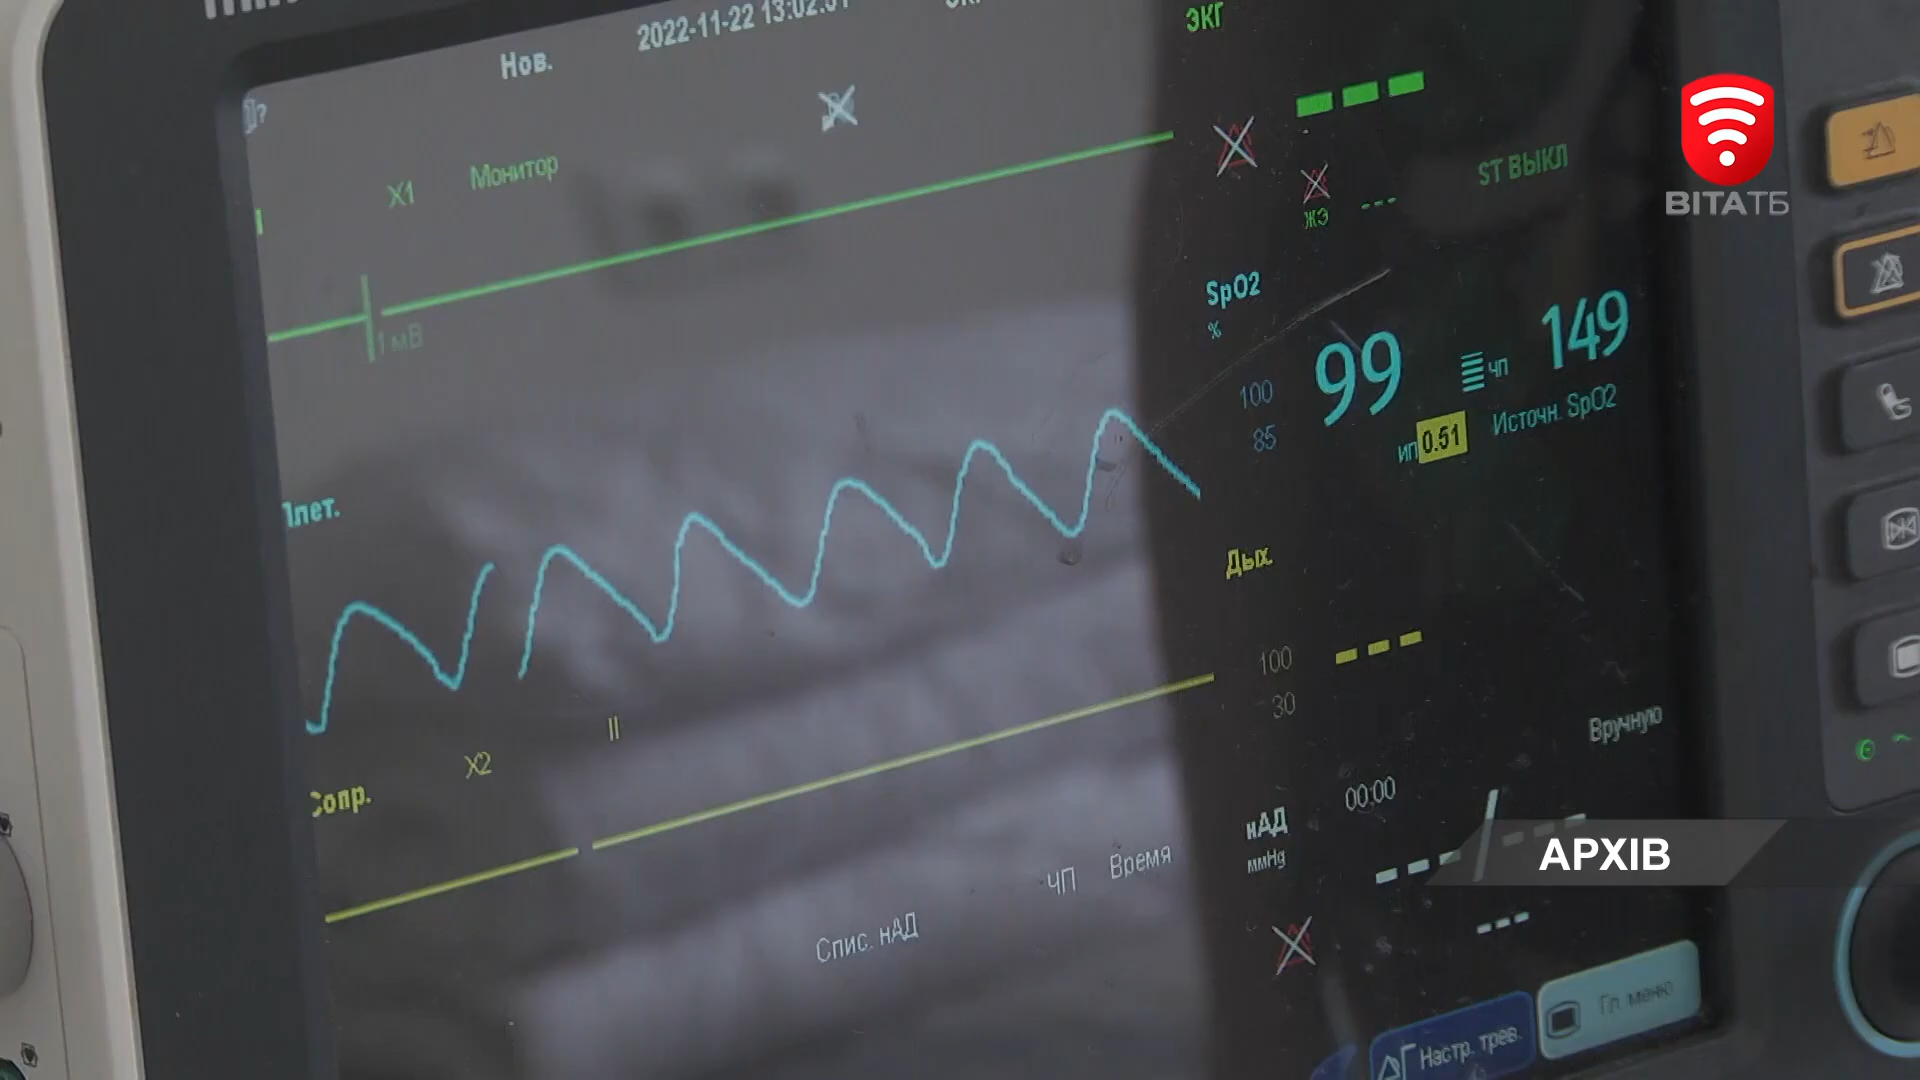 Нов.
2022-11-22 13:02:51
ЭКГ
X1
Монитор
ST ВЫКЛ
ЖЭ
---
ВІТАТБ
1 мВ
SpO2
%
100
85
99
ЧП
149
ип 0.51
Источн. SpO2
Плет.
Дых.
100
30
---
X2
II
Сопр.
Вручную
нАД
00:00
ммHg
АРХІВ
ЧП
Время
Спис. нАД
Настр. трев.
Гл. меню